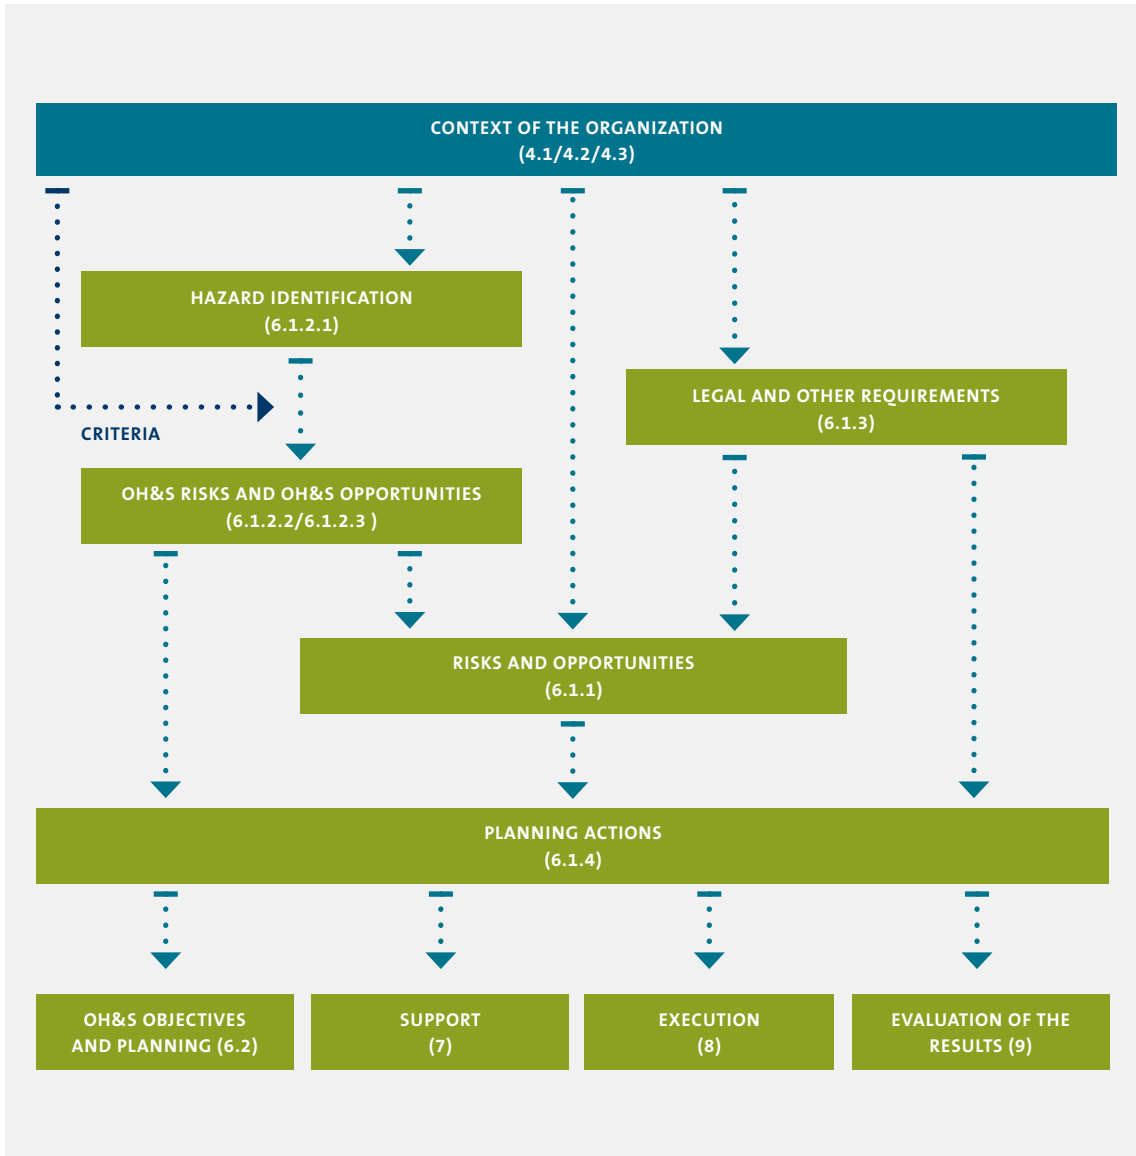 CONTEXT OF THE ORGANIZATION
(4.1/4.2/4.3)
HAZARD IDENTIFICATION
(6.1.2.1)
LEGAL AND OTHER REQUIREMENTS
(6.1.3)
CRITERIA
OH&S RISKS AND OH&S OPPORTUNITIES
(6.1.2.2/6.1.2.3 )
RISKS AND OPPORTUNITIES
(6.1.1)
PLANNING ACTIONS
(6.1.4)
OH&S OBJECTIVES
AND PLANNING (6.2)
SUPPORT
(7)
EXECUTION
(8)
EVALUATION OF THE
RESULTS (9)